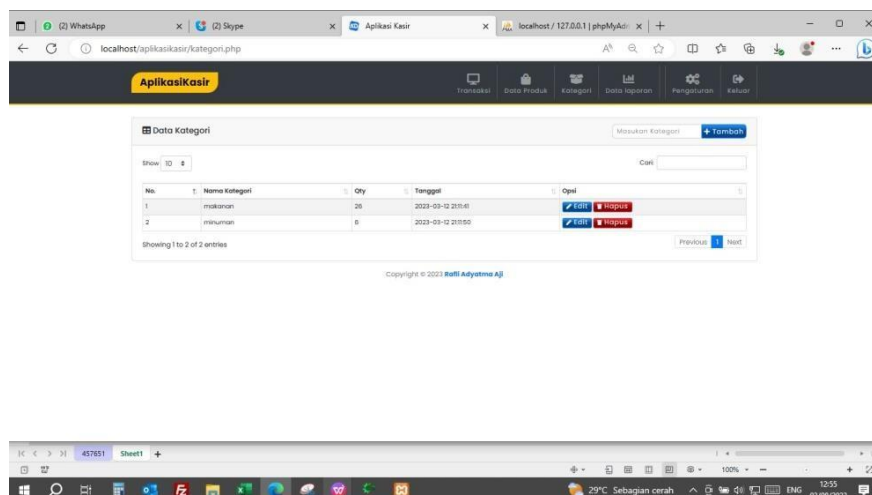 (2) WhatsApp
(2) Skype
Aplikasi Kasir
localhost / 127.0.0.1 | phpMyAdr
localhost/aplikasikasir/kategori.php
AplikasiKasir
Transaksi
Data Produk
Kategori
Data laporan
Pengaturan
Keluar
Data Kategori
Masukan Kategori
+ Tambah
Show 10
Cari:
No. Nama Kategori Qty Tanggal Opsi
1 makanan 26 2023-03-12 21:11:41 Edit Hapus
2 minuman 6 2023-03-12 21:11:50 Edit Hapus
Showing 1 to 2 of 2 entries
Previous 1 Next
Copyright © 2023 Rafli Adyatma Aji
457651 Sheet1 +
100%
29°C Sebagian cerah
ENG
12:55